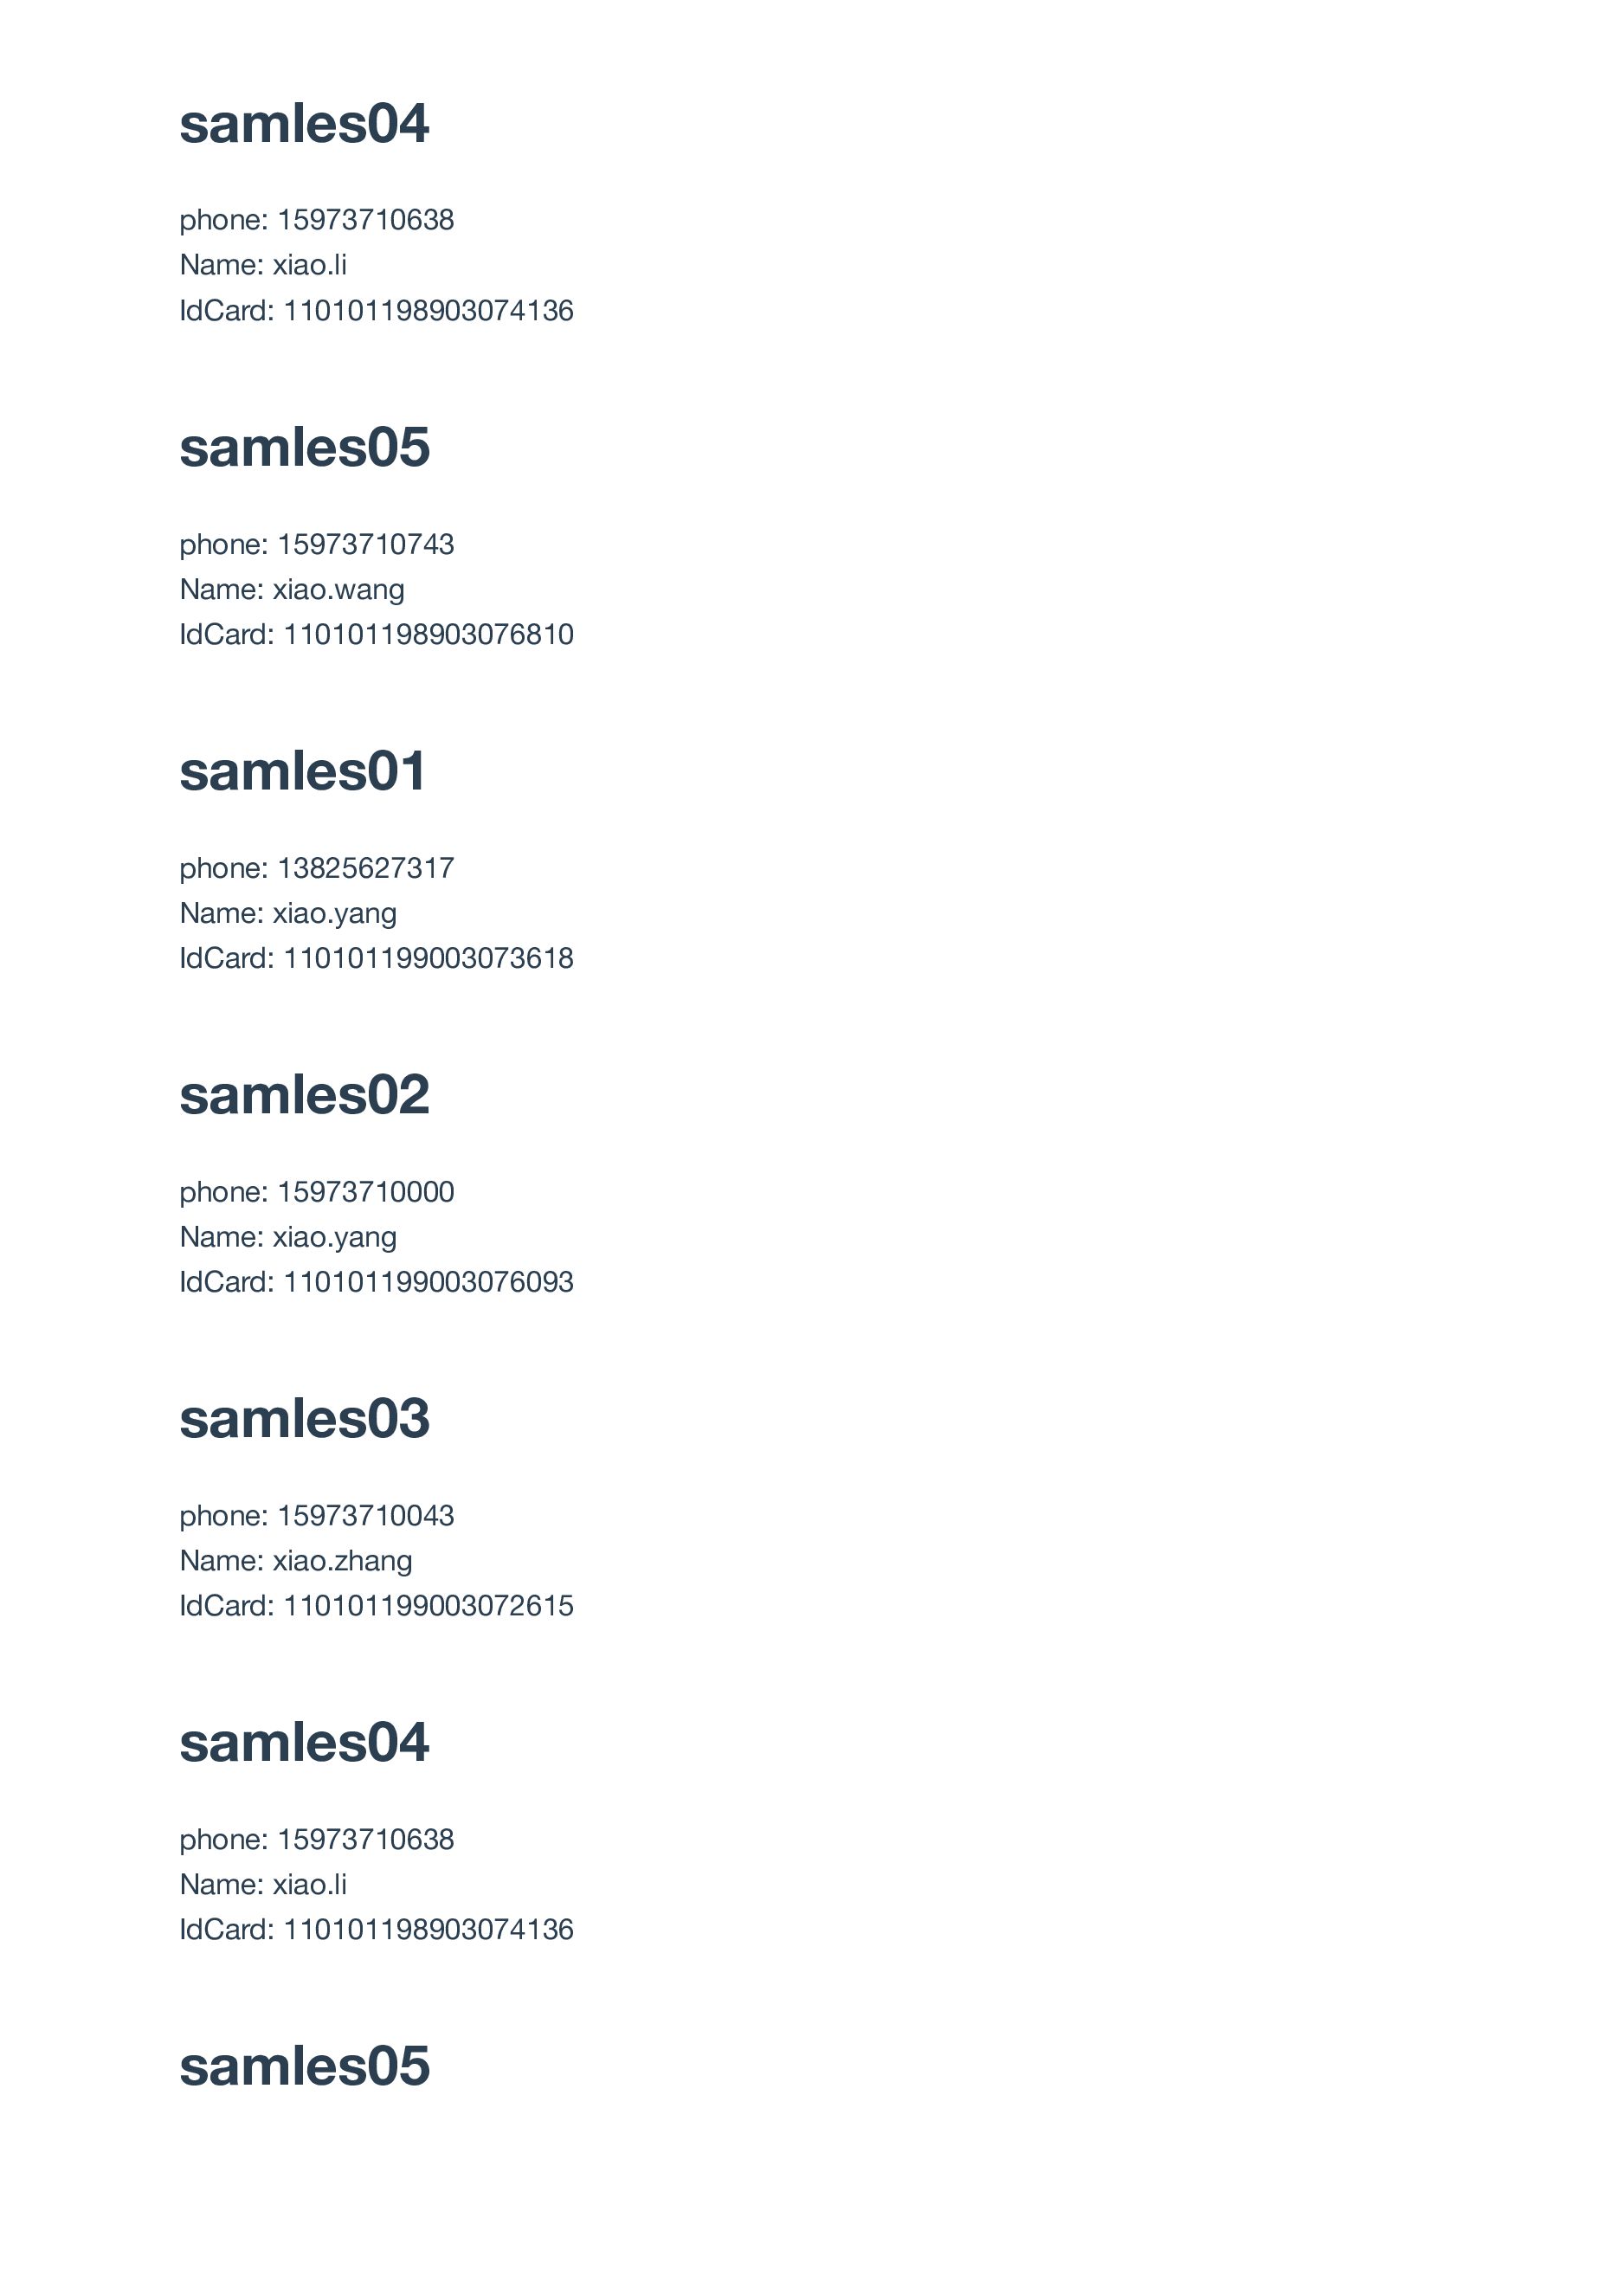 samles04
phone: 15973710638
Name: xiao.li
IdCard: 110101198903074136
samles05
phone: 15973710743
Name: xiao.wang
IdCard: 110101198903076810
samles01
phone: 13825627317
Name: xiao.yang
IdCard: 110101199003073618
samles02
phone: 15973710000
Name: xiao.yang
IdCard: 110101199003076093
samles03
phone: 15973710043
Name: xiao.zhang
IdCard: 110101199003072615
samles04
phone: 15973710638
Name: xiao.li
IdCard: 110101198903074136
samles05